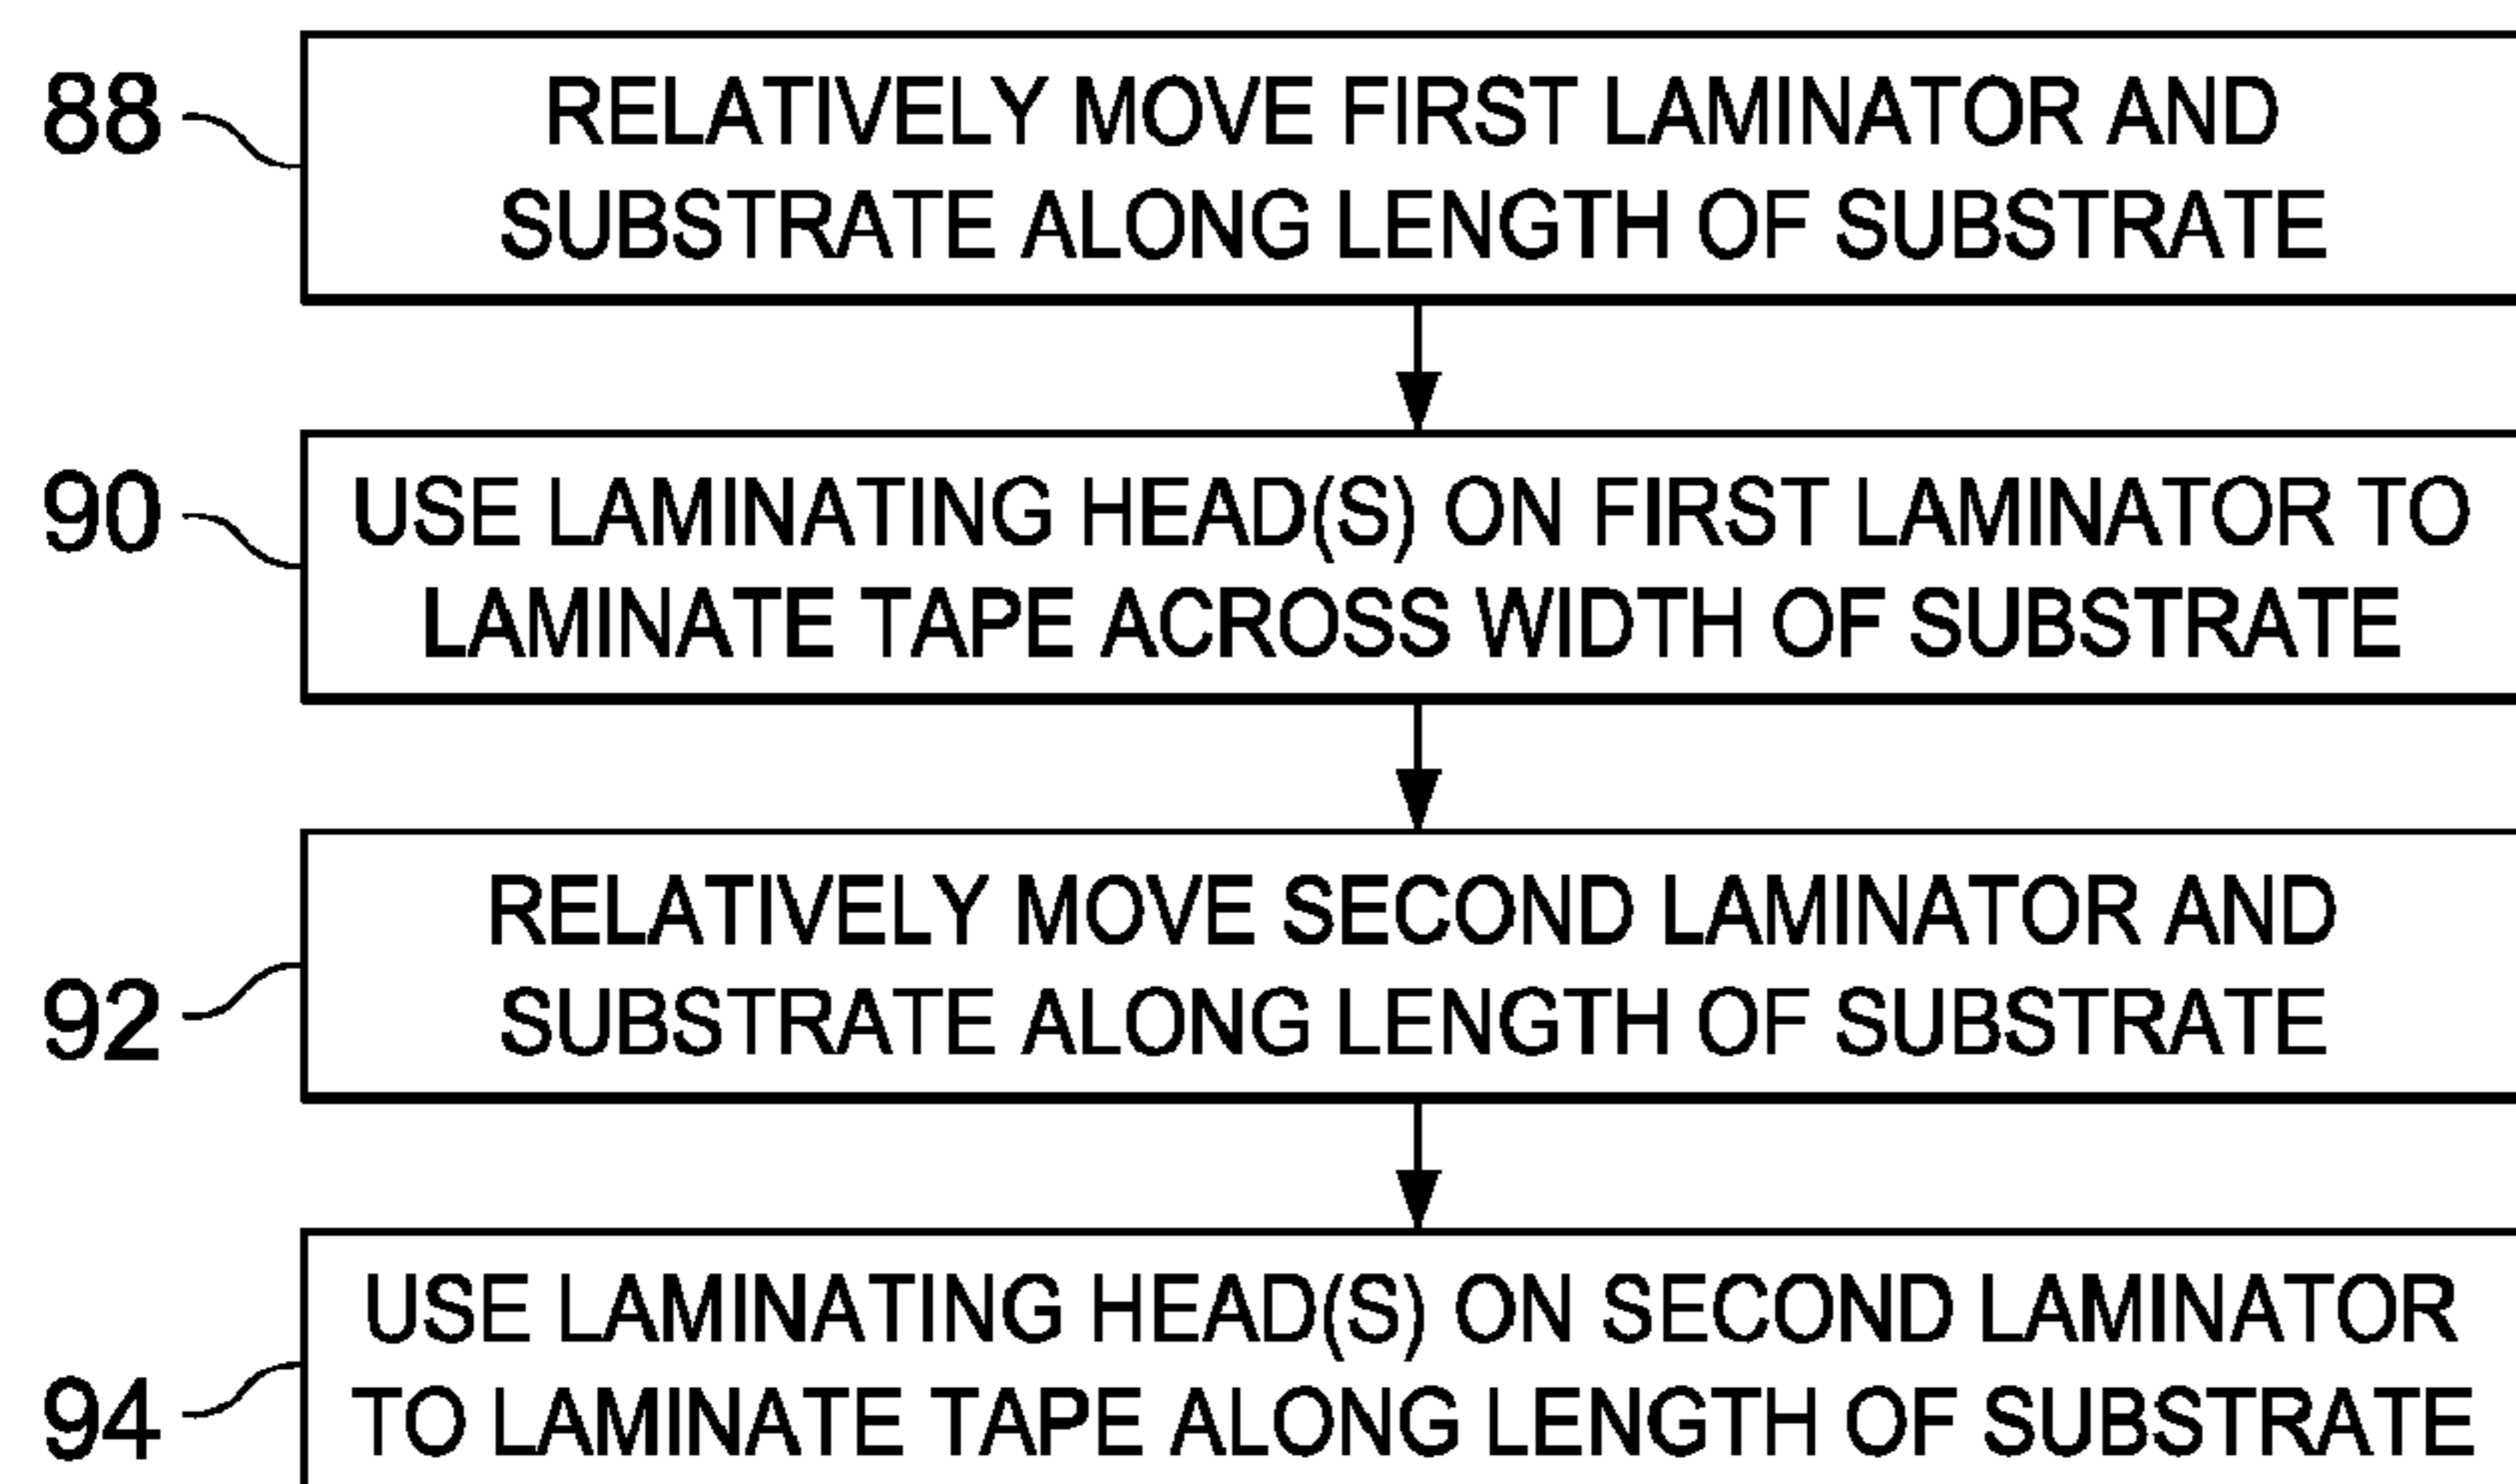 88
RELATIVELY MOVE FIRST LAMINATOR AND
SUBSTRATE ALONG LENGTH OF SUBSTRATE
90
USE LAMINATING HEAD(S) ON FIRST LAMINATOR TO
LAMINATE TAPE ACROSS WIDTH OF SUBSTRATE
92
RELATIVELY MOVE SECOND LAMINATOR AND
SUBSTRATE ALONG LENGTH OF SUBSTRATE
94
USE LAMINATING HEAD(S) ON SECOND LAMINATOR
TO LAMINATE TAPE ALONG LENGTH OF SUBSTRATE